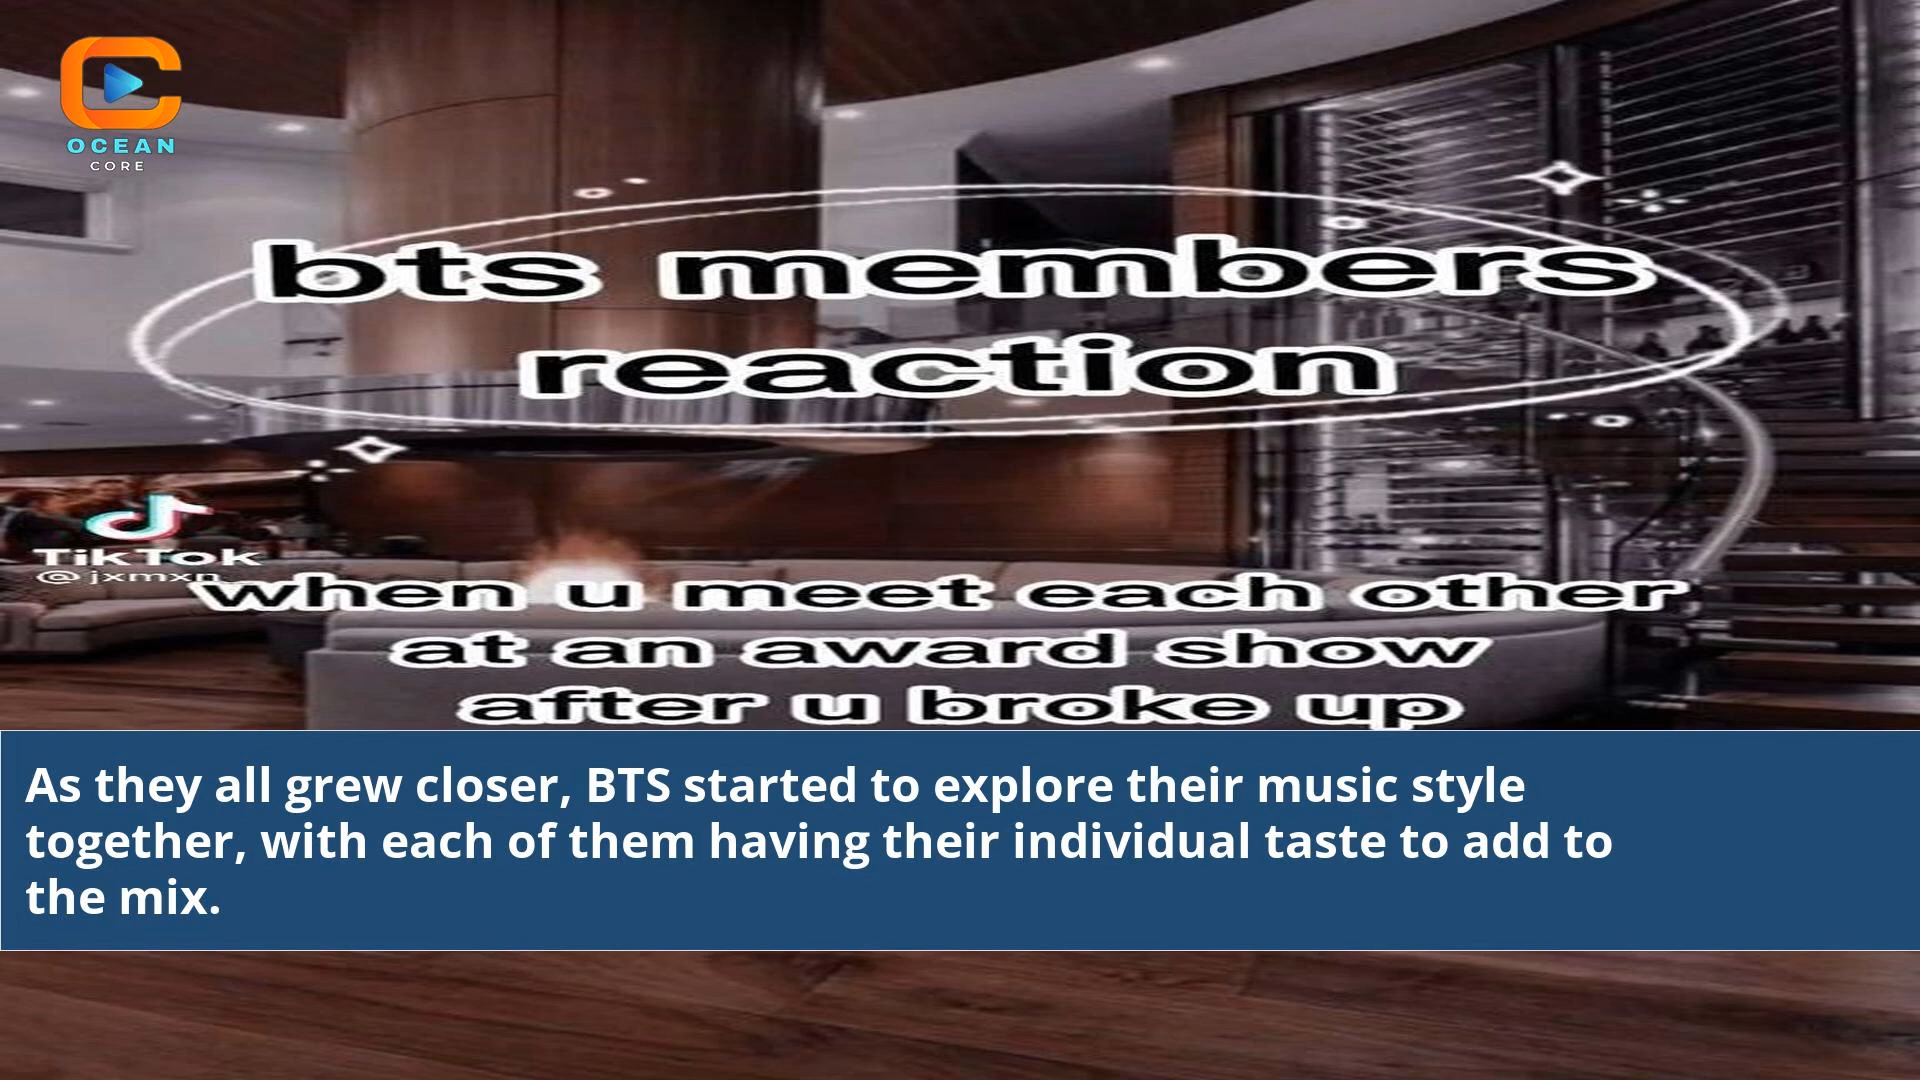 OCEAN
CORE
bts members
reaction
TikTok
@jxmxn
when u meet each other
at an award show
after u broke up
As they all grew closer, BTS started to explore their music style
together, with each of them having their individual taste to add to
the mix.